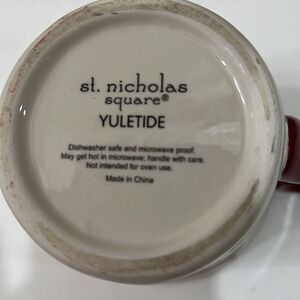 st. nicholas
square®
YULETIDE
Dishwasher safe and microwave proof.
May get hot in microwave; handle with care.
Not intended for oven use.
Made in China